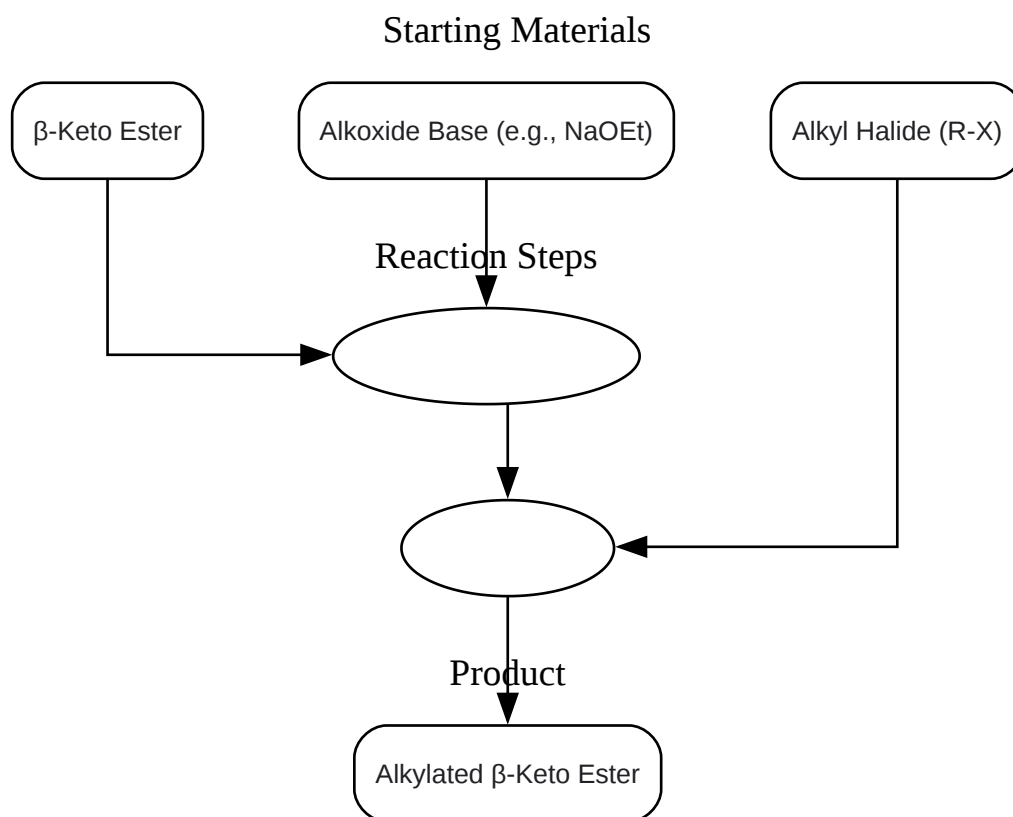 Starting Materials
β-Keto Ester
Alkoxide Base (e.g., NaOEt)
Alkyl Halide (R-X)
Reaction Steps
Product
Alkylated β-Keto Ester